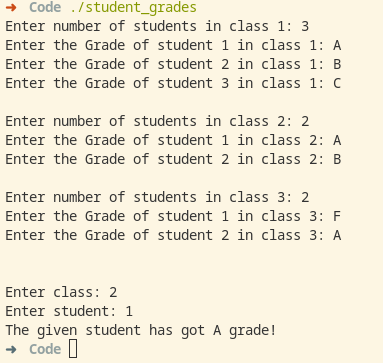 ➜ Code ./student_grades
Enter number of students in class 1: 3
Enter the Grade of student 1 in class 1: A
Enter the Grade of student 2 in class 1: B
Enter the Grade of student 3 in class 1: C
Enter number of students in class 2: 2
Enter the Grade of student 1 in class 2: A
Enter the Grade of student 2 in class 2: B
Enter number of students in class 3: 2
Enter the Grade of student 1 in class 3: F
Enter the Grade of student 2 in class 3: A
Enter class: 2
Enter student: 1
The given student has got A grade!
➜ Code